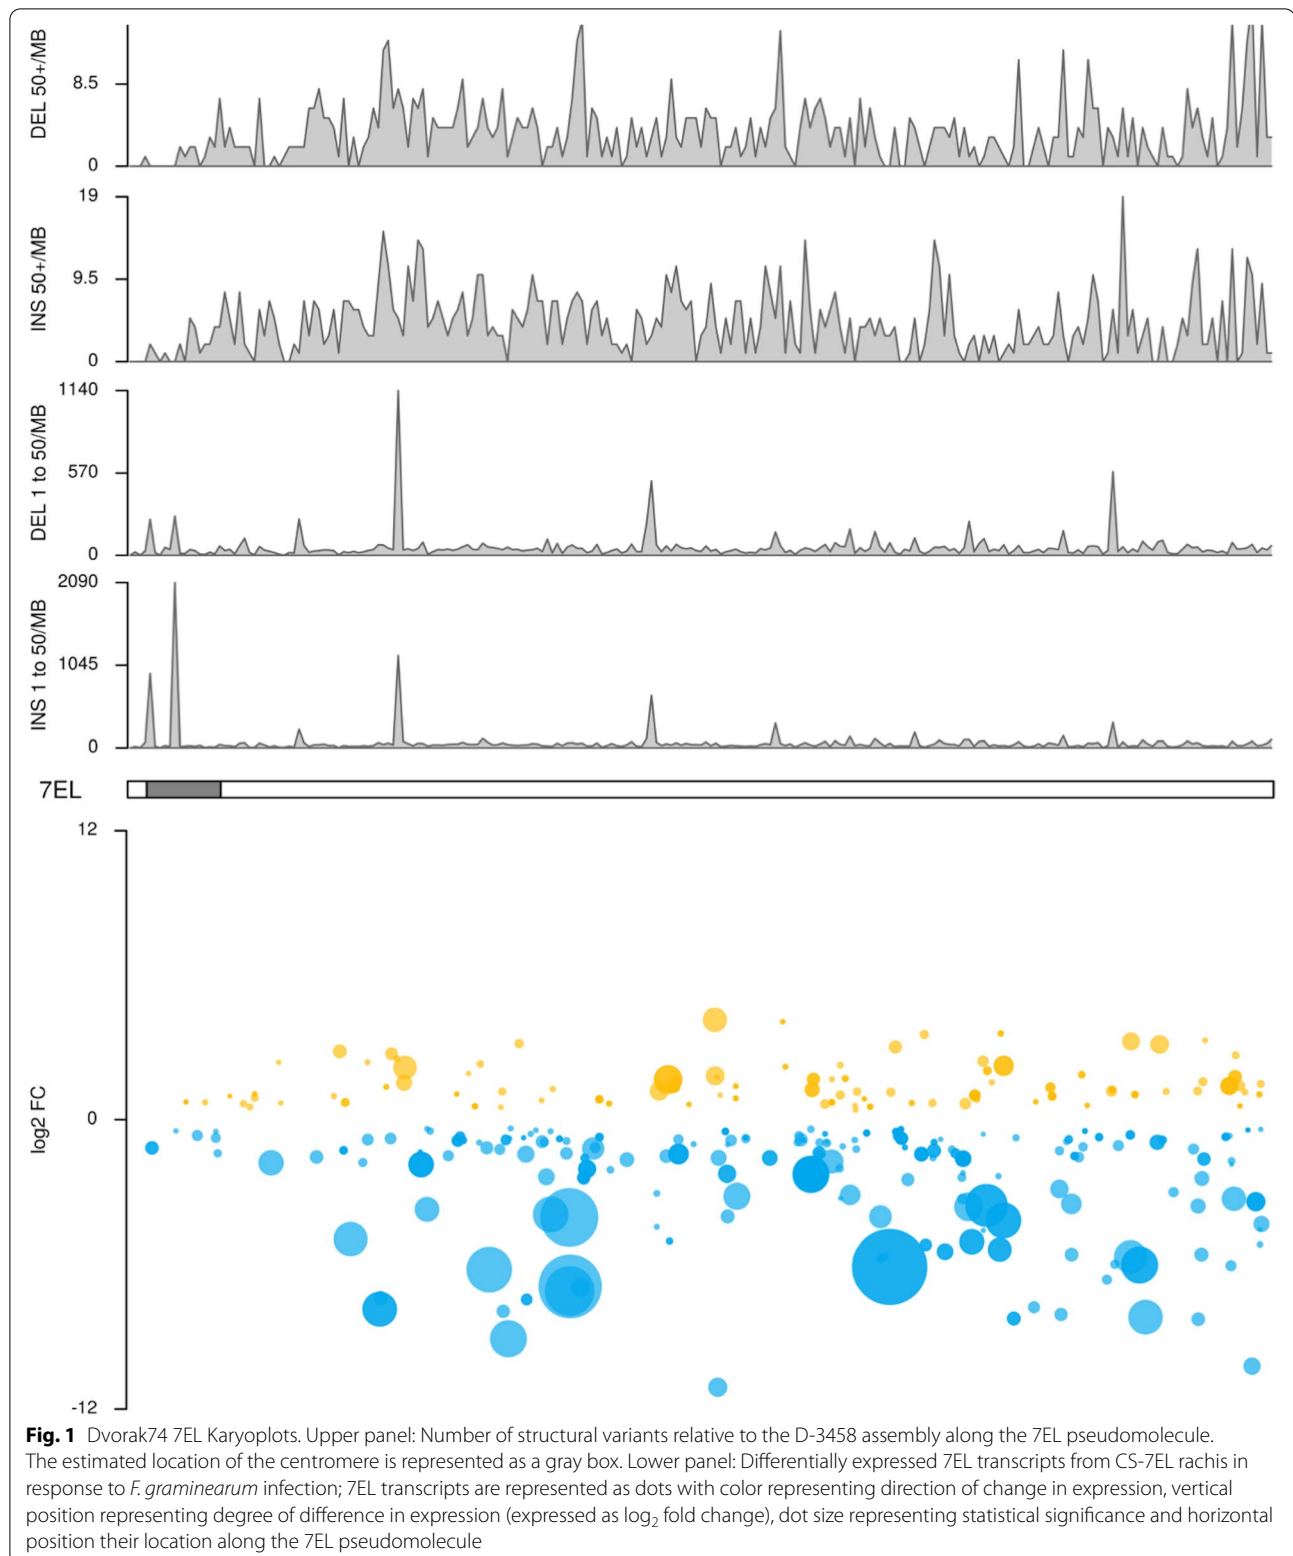 DEL 50+/MB
8.5
0
INS 50+/MB
19
9.5
0
DEL 1 to 50/MB
1140
570
0
INS 1 to 50/MB
2090
1045
0
7EL
log2 FC
12
0
-12
Fig. 1 Dvorak74 7EL Karyoplots. Upper panel: Number of structural variants relative to the D-3458 assembly along the 7EL pseudomolecule.
The estimated location of the centromere is represented as a gray box. Lower panel: Differentially expressed 7EL transcripts from CS-7EL rachis in
response to F. graminearum infection; 7EL transcripts are represented as dots with color representing direction of change in expression, vertical
position representing degree of difference in expression (expressed as log₂ fold change), dot size representing statistical significance and horizontal
position their location along the 7EL pseudomolecule